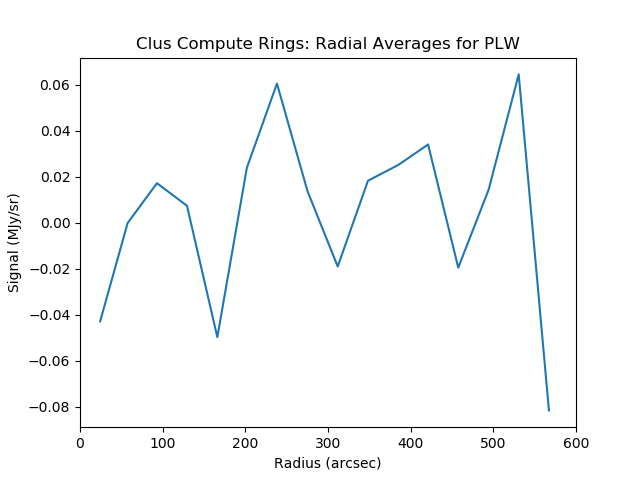 Clus Compute Rings: Radial Averages for PLW
0.06
0.04
0.02
0.00
−0.02
−0.04
−0.06
−0.08
Signal (MJy/sr)
0 100 200 300 400 500 600
Radius (arcsec)